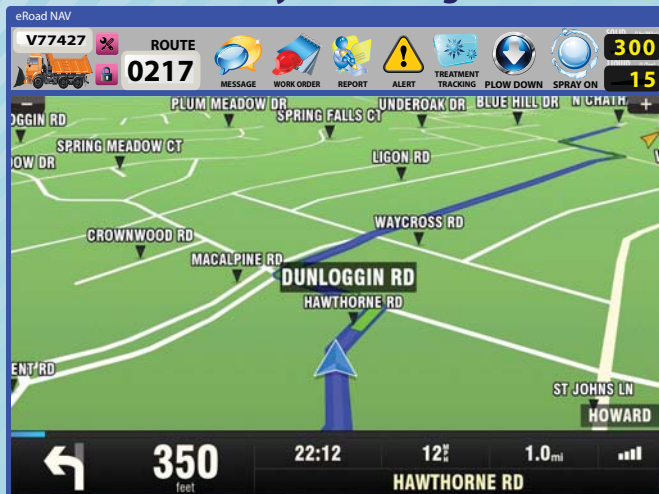 eRoad NAV
V77427
ROUTE
0217
MESSAGE
WORK ORDER
REPORT
ALERT
TREATMENT
TRACKING
PLOW DOWN
SPRAY ON
300
15
PLUM MEADOW DR
UNDEROAK DR
BLUE HILL DR
N CHATH
OGGIN RD
SPRING FALLS CT
SPRING MEADOW CT
OW DR
LIGON RD
WAYCROSS RD
CROWNWOOD RD
MACALPINE RD
DUNLOGGIN RD
HAWTHORNE RD
ENT RD
ST JOHNS LN
HOWARD
350
feet
22:12
12
1.0 mi
HAWTHORNE RD